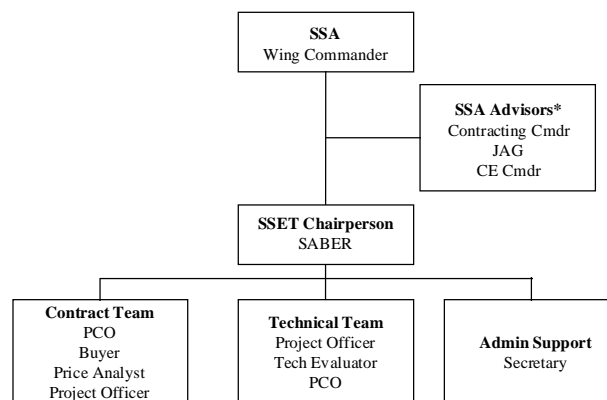 SSA
Wing Commander
SSA Advisors*
Contracting Cmdr
JAG
CE Cmdr
SSET Chairperson
SABER
Contract Team
PCO
Buyer
Price Analyst
Project Officer
Technical Team
Project Officer
Tech Evaluator
PCO
Admin Support
Secretary